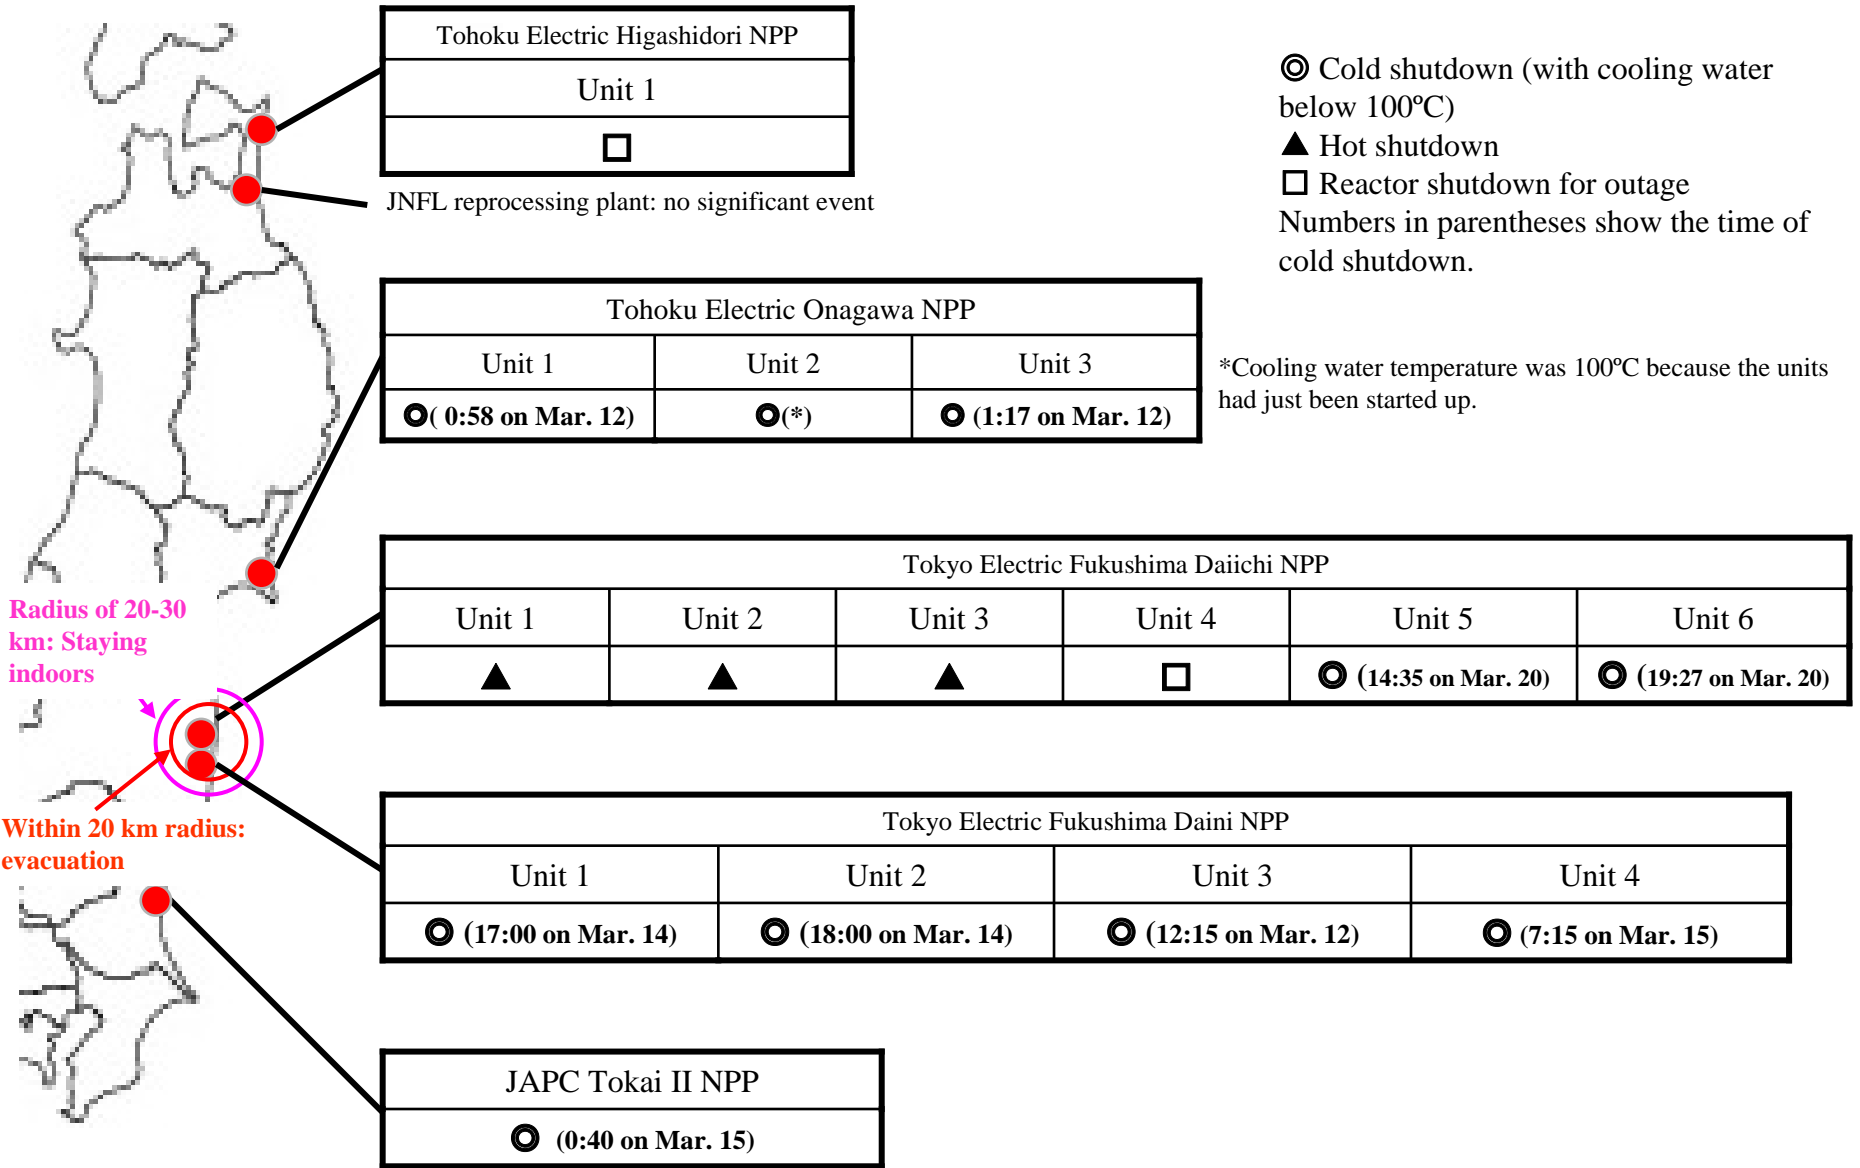 Tohoku Electric Higashidori NPP
Unit 1
□
JNFL reprocessing plant: no significant event
◎ Cold shutdown (with cooling water
below 100ºC)
▲ Hot shutdown
□ Reactor shutdown for outage
Numbers in parentheses show the time of
cold shutdown.
Tohoku Electric Onagawa NPP
Unit 1 Unit 2 Unit 3
◎( 0:58 on Mar. 12) ◎(*) ◎ (1:17 on Mar. 12)
*Cooling water temperature was 100ºC because the units
had just been started up.
Tokyo Electric Fukushima Daiichi NPP
Unit 1 Unit 2 Unit 3 Unit 4 Unit 5 Unit 6
▲ ▲ ▲ □ ◎ (14:35 on Mar. 20) ◎ (19:27 on Mar. 20)
Radius of 20-30
km: Staying
indoors
Within 20 km radius:
evacuation
Tokyo Electric Fukushima Daini NPP
Unit 1 Unit 2 Unit 3 Unit 4
◎ (17:00 on Mar. 14) ◎ (18:00 on Mar. 14) ◎ (12:15 on Mar. 12) ◎ (7:15 on Mar. 15)
JAPC Tokai II NPP
◎ (0:40 on Mar. 15)